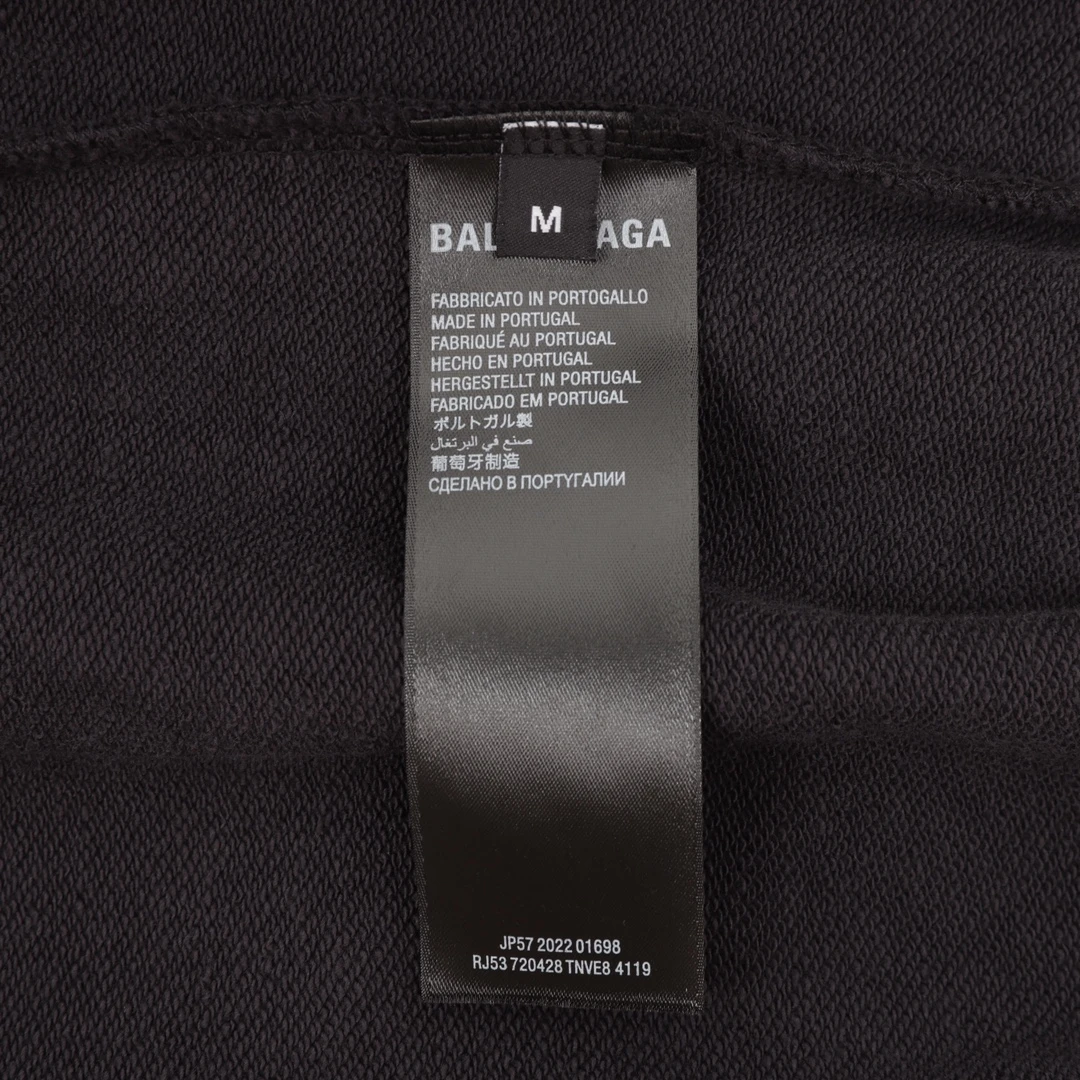 M
BAL AGA
FABBRICATO IN PORTOGALLO
MADE IN PORTUGAL
FABRIQUÉ AU PORTUGAL
HECHO EN PORTUGAL
HERGESTELLT IN PORTUGAL
FABRICADO EM PORTUGAL
ポルトガル製
صنع في البرتغال
葡萄牙制造
СДЕЛАНО В ПОРТУГАЛИИ
JP57 2022 01698
RJ53 720428 TNVE8 4119